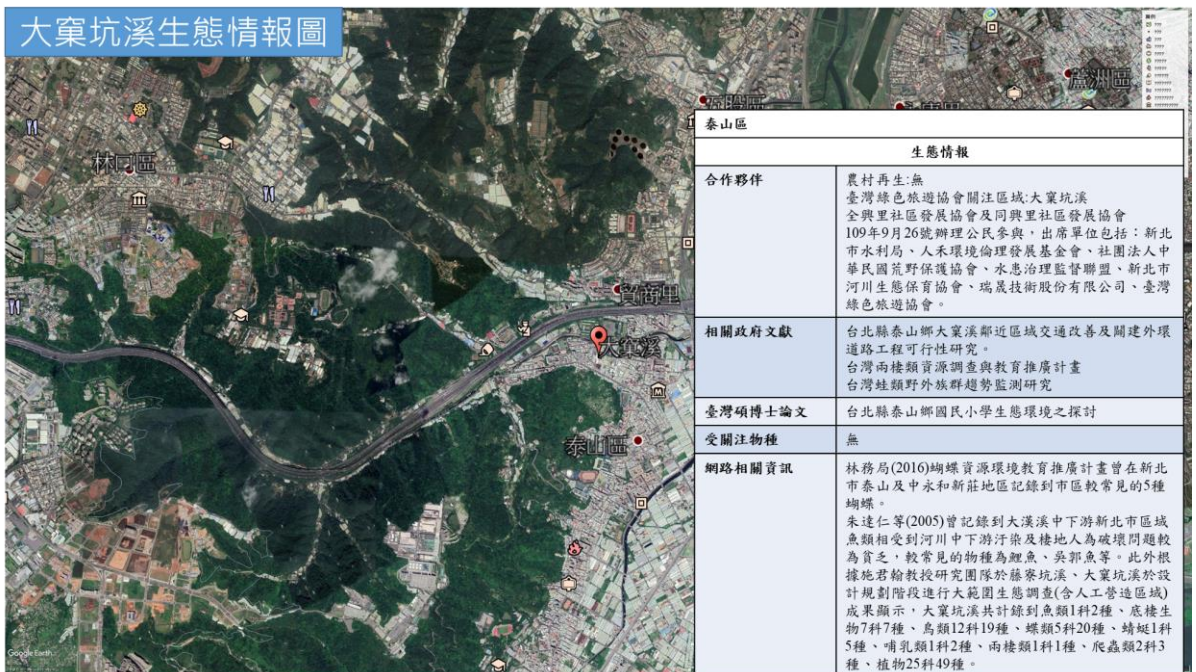 大窠坑溪生態情報圖
林口區
五股區
蘆洲區
貿商里
大窠溪
泰山區
Google Earth
泰山區
生態情報
合作夥伴
農村再生:無
臺灣綠色旅遊協會關注區域:大窠坑溪
全興里社區發展協會及同興里社區發展協會
109年9月26號辦理公民參與，出席單位包括：新北
市水利局、人禾環境倫理發展基金會、社團法人中
華民國荒野保護協會、水患治理監督聯盟、新北市
河川生態保育協會、瑞晟技術股份有限公司、臺灣
綠色旅遊協會。
相關政府文獻
台北縣泰山鄉大窠溪鄰近區域交通改善及闢建外環
道路工程可行性研究。
台灣兩棲類資源調查與教育推廣計畫
台灣蛙類野外族群趨勢監測研究
臺灣碩博士論文
台北縣泰山鄉國民小學生態環境之探討
受關注物種
無
網路相關資訊
林務局(2016)蝴蝶資源環境教育推廣計畫曾在新北
市泰山及中永和新莊地區記錄到市區較常見的5種
蝴蝶。
朱達仁等(2005)曾記錄到大漢溪中下游新北市區域
魚類相受到河川中下游汙染及棲地人為破壞問題較
為貧乏，較常見的物種為鯉魚、吳郭魚等。此外根
據施君翰教授研究團隊於藤寮坑溪、大窠坑溪於設
計規劃階段進行大範圍生態調查(含人工營造區域)
成果顯示，大窠坑溪共計錄到魚類1科2種、底棲生
物7科7種、鳥類12科19種、蝶類5科20種、蜻蜓1科
5種、哺乳類1科2種、兩棲類1科1種、爬蟲類2科3
種、植物25科49種。